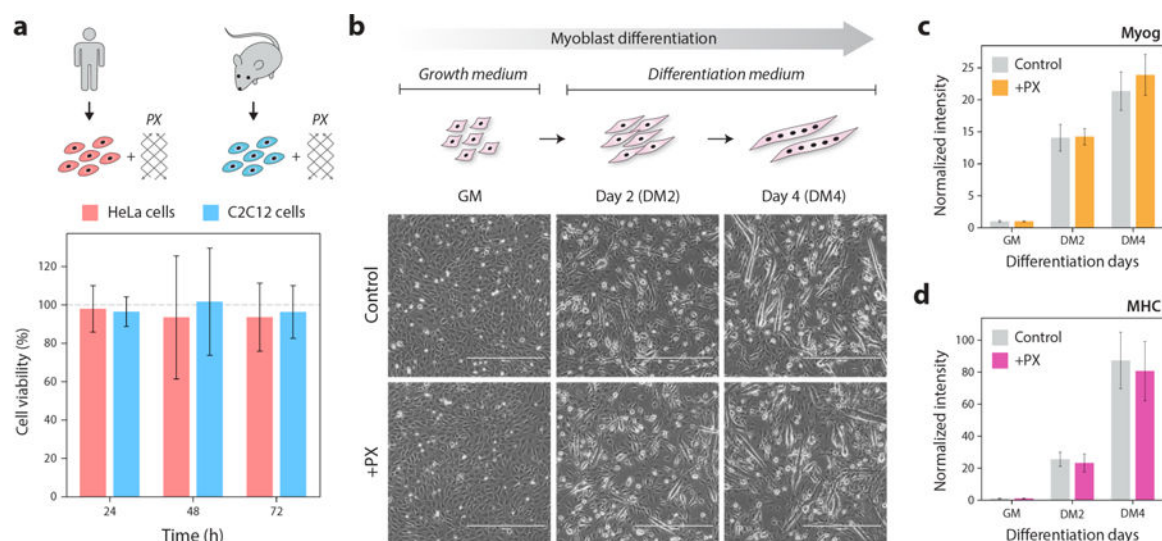 a
PX
+
PX
+
HeLa cells
C2C12 cells
Cell viability (%)
120
100
80
60
40
20
0
24
48
72
Time (h)
b
Myoblast differentiation
Growth medium
Differentiation medium
GM
Day 2 (DM2)
Day 4 (DM4)
Control
+PX
c
Myog
Control
+PX
Normalized intensity
25
20
15
10
5
0
GM
DM2
DM4
Differentiation days
d
MHC
Control
+PX
Normalized intensity
100
80
60
40
20
0
GM
DM2
DM4
Differentiation days